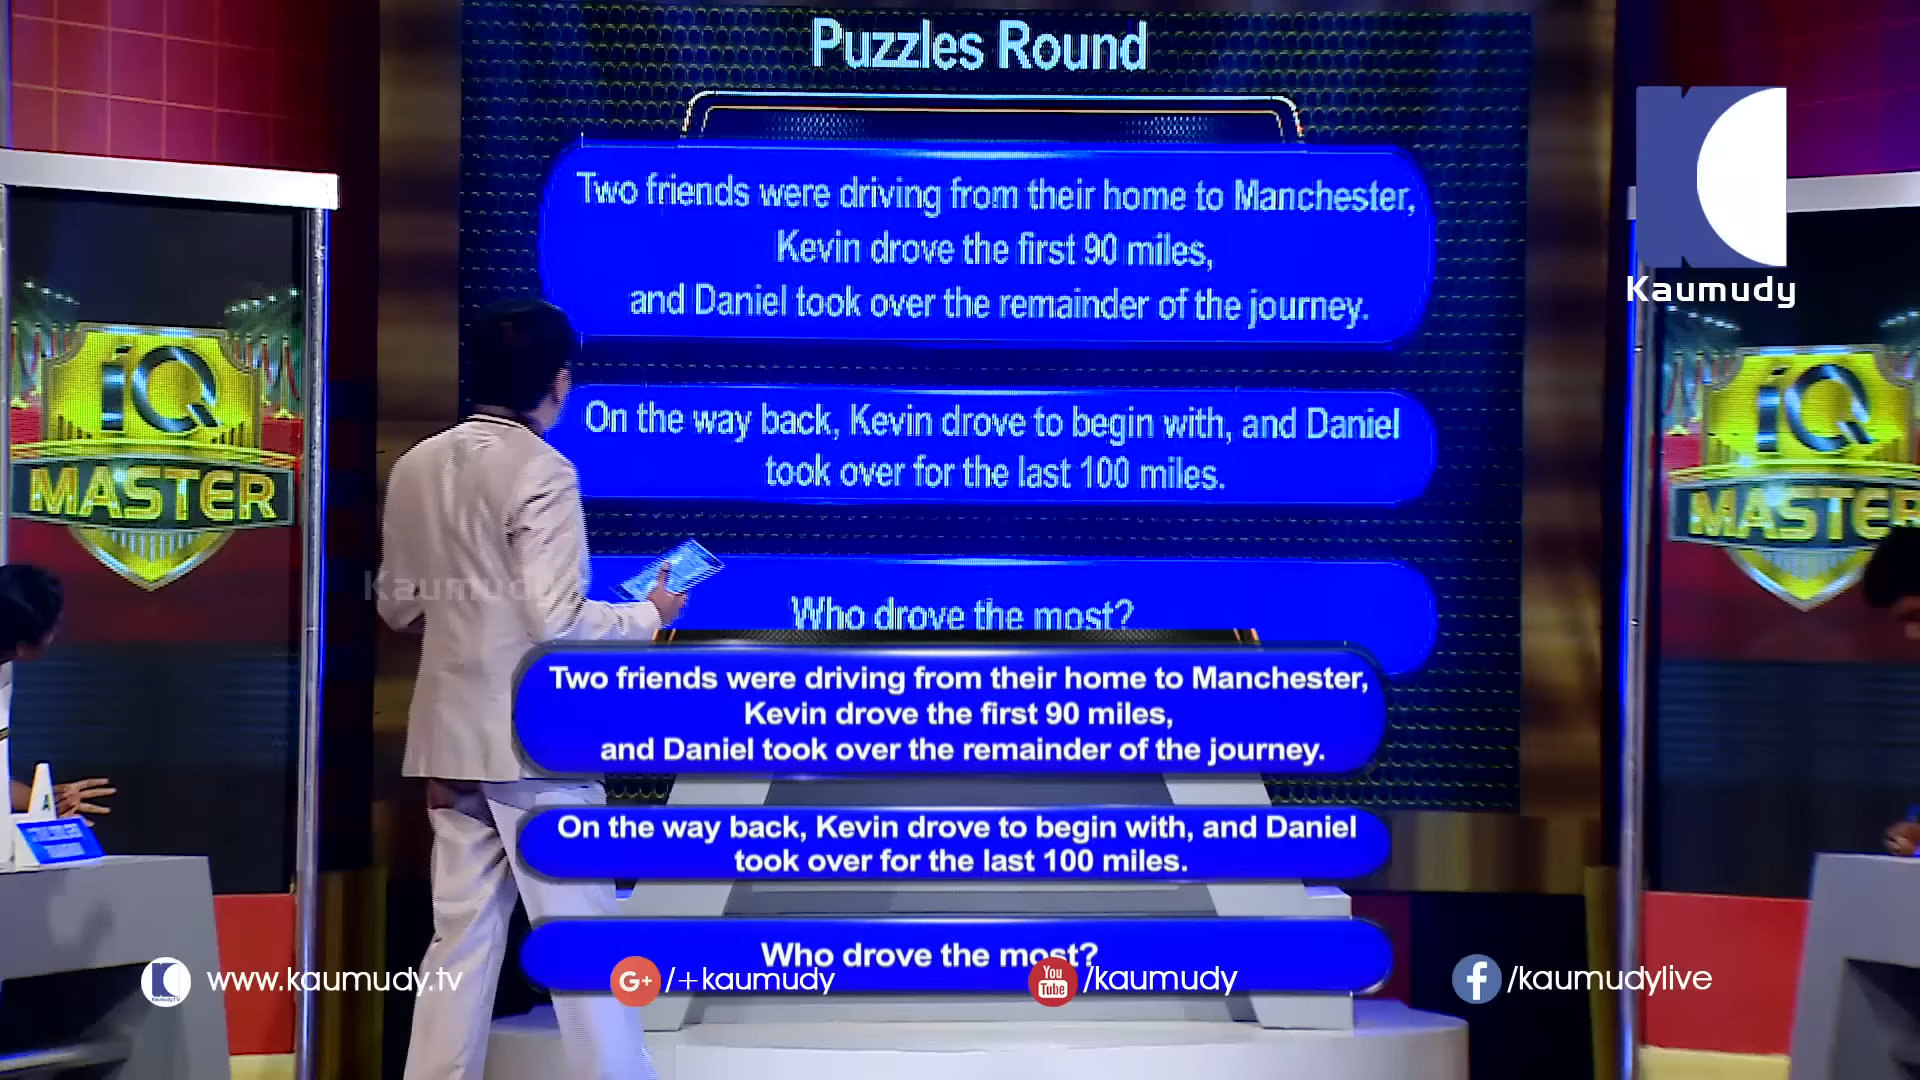 Puzzles Round
Two friends were driving from their home to Manchester,
Kevin drove the first 90 miles,
and Daniel took over the remainder of the journey.
On the way back, Kevin drove to begin with, and Daniel
took over for the last 100 miles.
Who drove the most?
Kaumudy
iQ
MASTER
iQ
MASTER
Kaumudy
Two friends were driving from their home to Manchester,
Kevin drove the first 90 miles,
and Daniel took over the remainder of the journey.
On the way back, Kevin drove to begin with, and Daniel
took over for the last 100 miles.
Who drove the most?
A
KaumudyTV
www.kaumudy.tv
G+ /+kaumudy
You Tube /kaumudy
f /kaumudylive